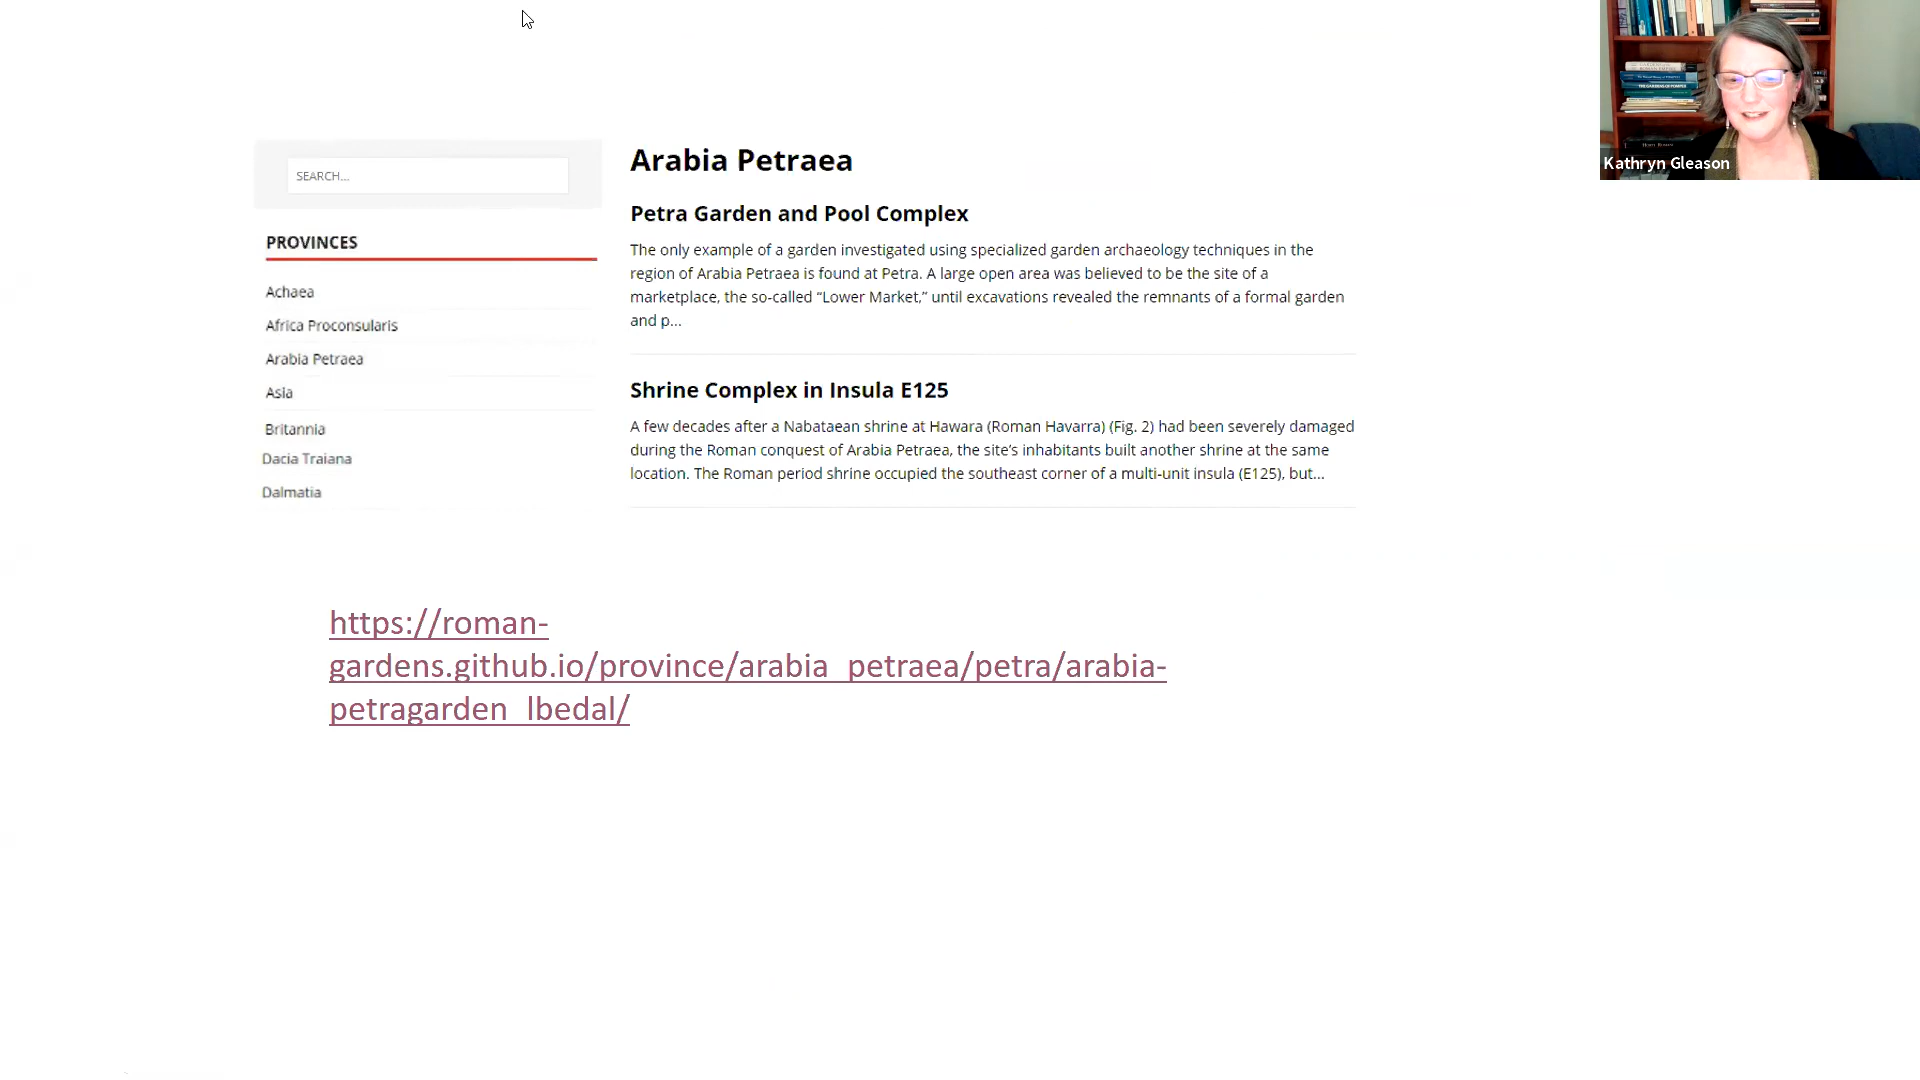 SEARCH...
PROVINCES
Achaea
Africa Proconsularis
Arabia Petraea
Asia
Britannia
Dacia Traiana
Dalmatia
Arabia Petraea
Petra Garden and Pool Complex
The only example of a garden investigated using specialized garden archaeology techniques in the
region of Arabia Petraea is found at Petra. A large open area was believed to be the site of a
marketplace, the so-called “Lower Market,” until excavations revealed the remnants of a formal garden
and p...
Shrine Complex in Insula E125
A few decades after a Nabataean shrine at Hawara (Roman Havarra) (Fig. 2) had been severely damaged
during the Roman conquest of Arabia Petraea, the site’s inhabitants built another shrine at the same
location. The Roman period shrine occupied the southeast corner of a multi-unit insula (E125), but...
https://roman-
gardens.github.io/province/arabia_petraea/petra/arabia-
petragarden_lbedal/
Kathryn Gleason